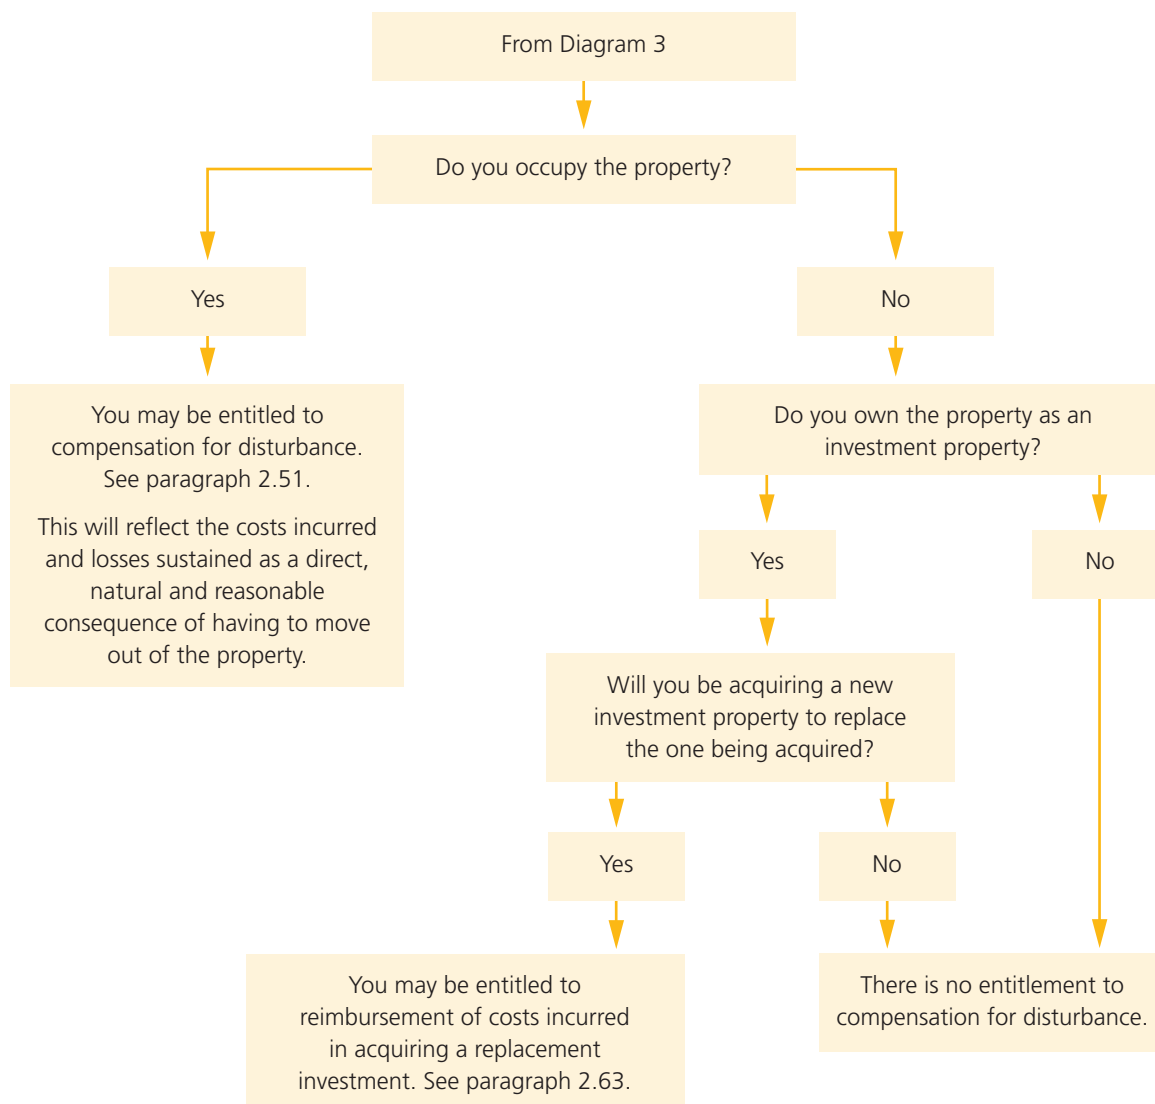 From Diagram 3
Do you occupy the property?
Yes
No
You may be entitled to
compensation for disturbance.
See paragraph 2.51.
This will reflect the costs incurred
and losses sustained as a direct,
natural and reasonable
consequence of having to move
out of the property.
Do you own the property as an
investment property?
Yes
No
Will you be acquiring a new
investment property to replace
the one being acquired?
Yes
No
You may be entitled to
reimbursement of costs incurred
in acquiring a replacement
investment. See paragraph 2.63.
There is no entitlement to
compensation for disturbance.